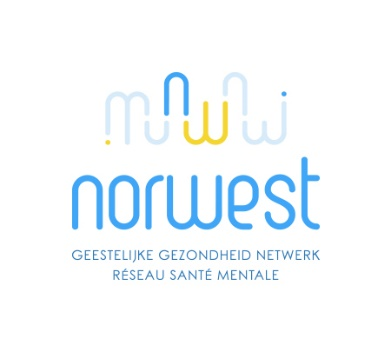 norwest
GEESTELIJKE GEZONDHEID NETWERK
RÉSEAU SANTÉ MENTALE